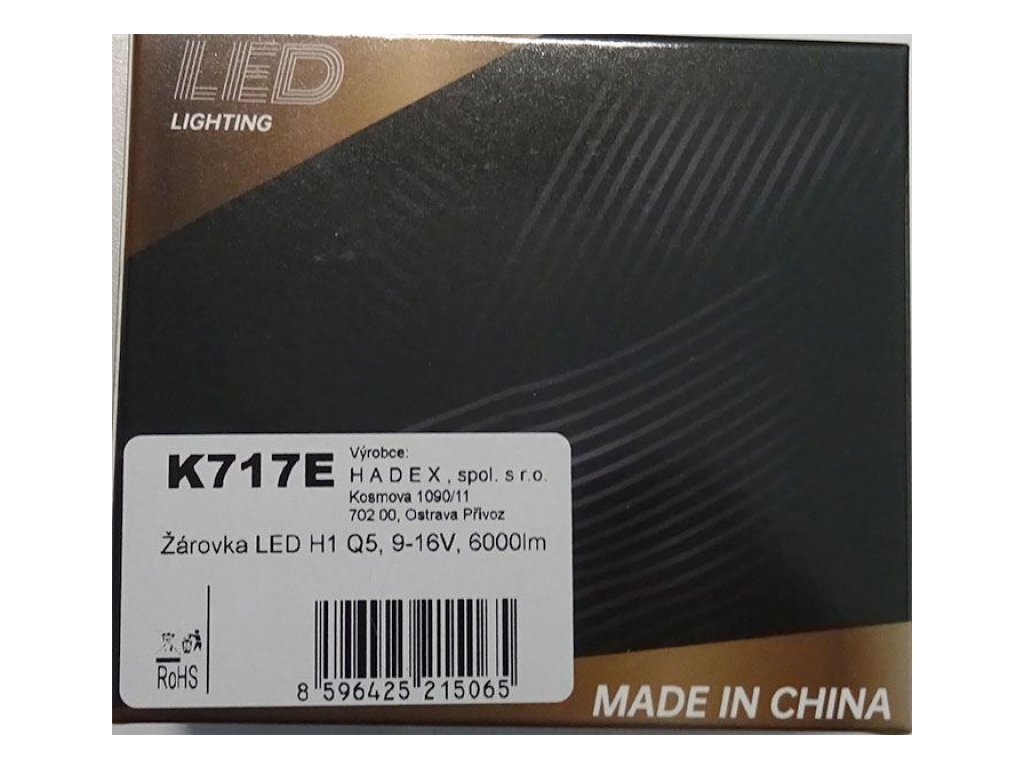 LED
LIGHTING
K717E
Výrobce:
HADEX, spol. s r.o.
Kosmova 1090/11
702 00, Ostrava Přívoz
Žárovka LED H1 Q5, 9-16V, 6000lm
RoHS
8 596425 215065
MADE IN CHINA